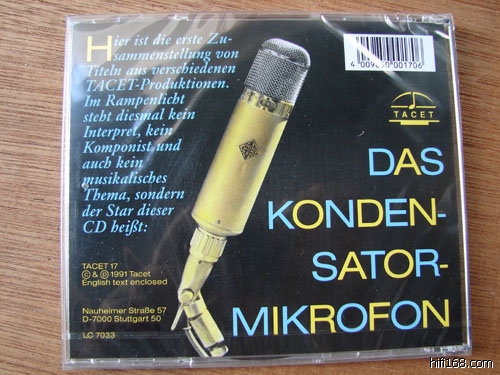 Hier ist die erste Zu-
sammenstellung von
Titeln aus verschiedenen
TACET-Produktionen.
Im Rampenlicht
steht diesmal kein
Interpret, kein
Komponist und
auch kein
musikalisches
Thema, sondern
der Star dieser
CD heißt:
TACET
DAS
KONDEN-
SATOR-
MIKROFON
TACET 17
© & ℗ 1991 Tacet
English text enclosed
Nauheimer Straße 57
D-7000 Stuttgart 50
LC 7033
hifi168.com